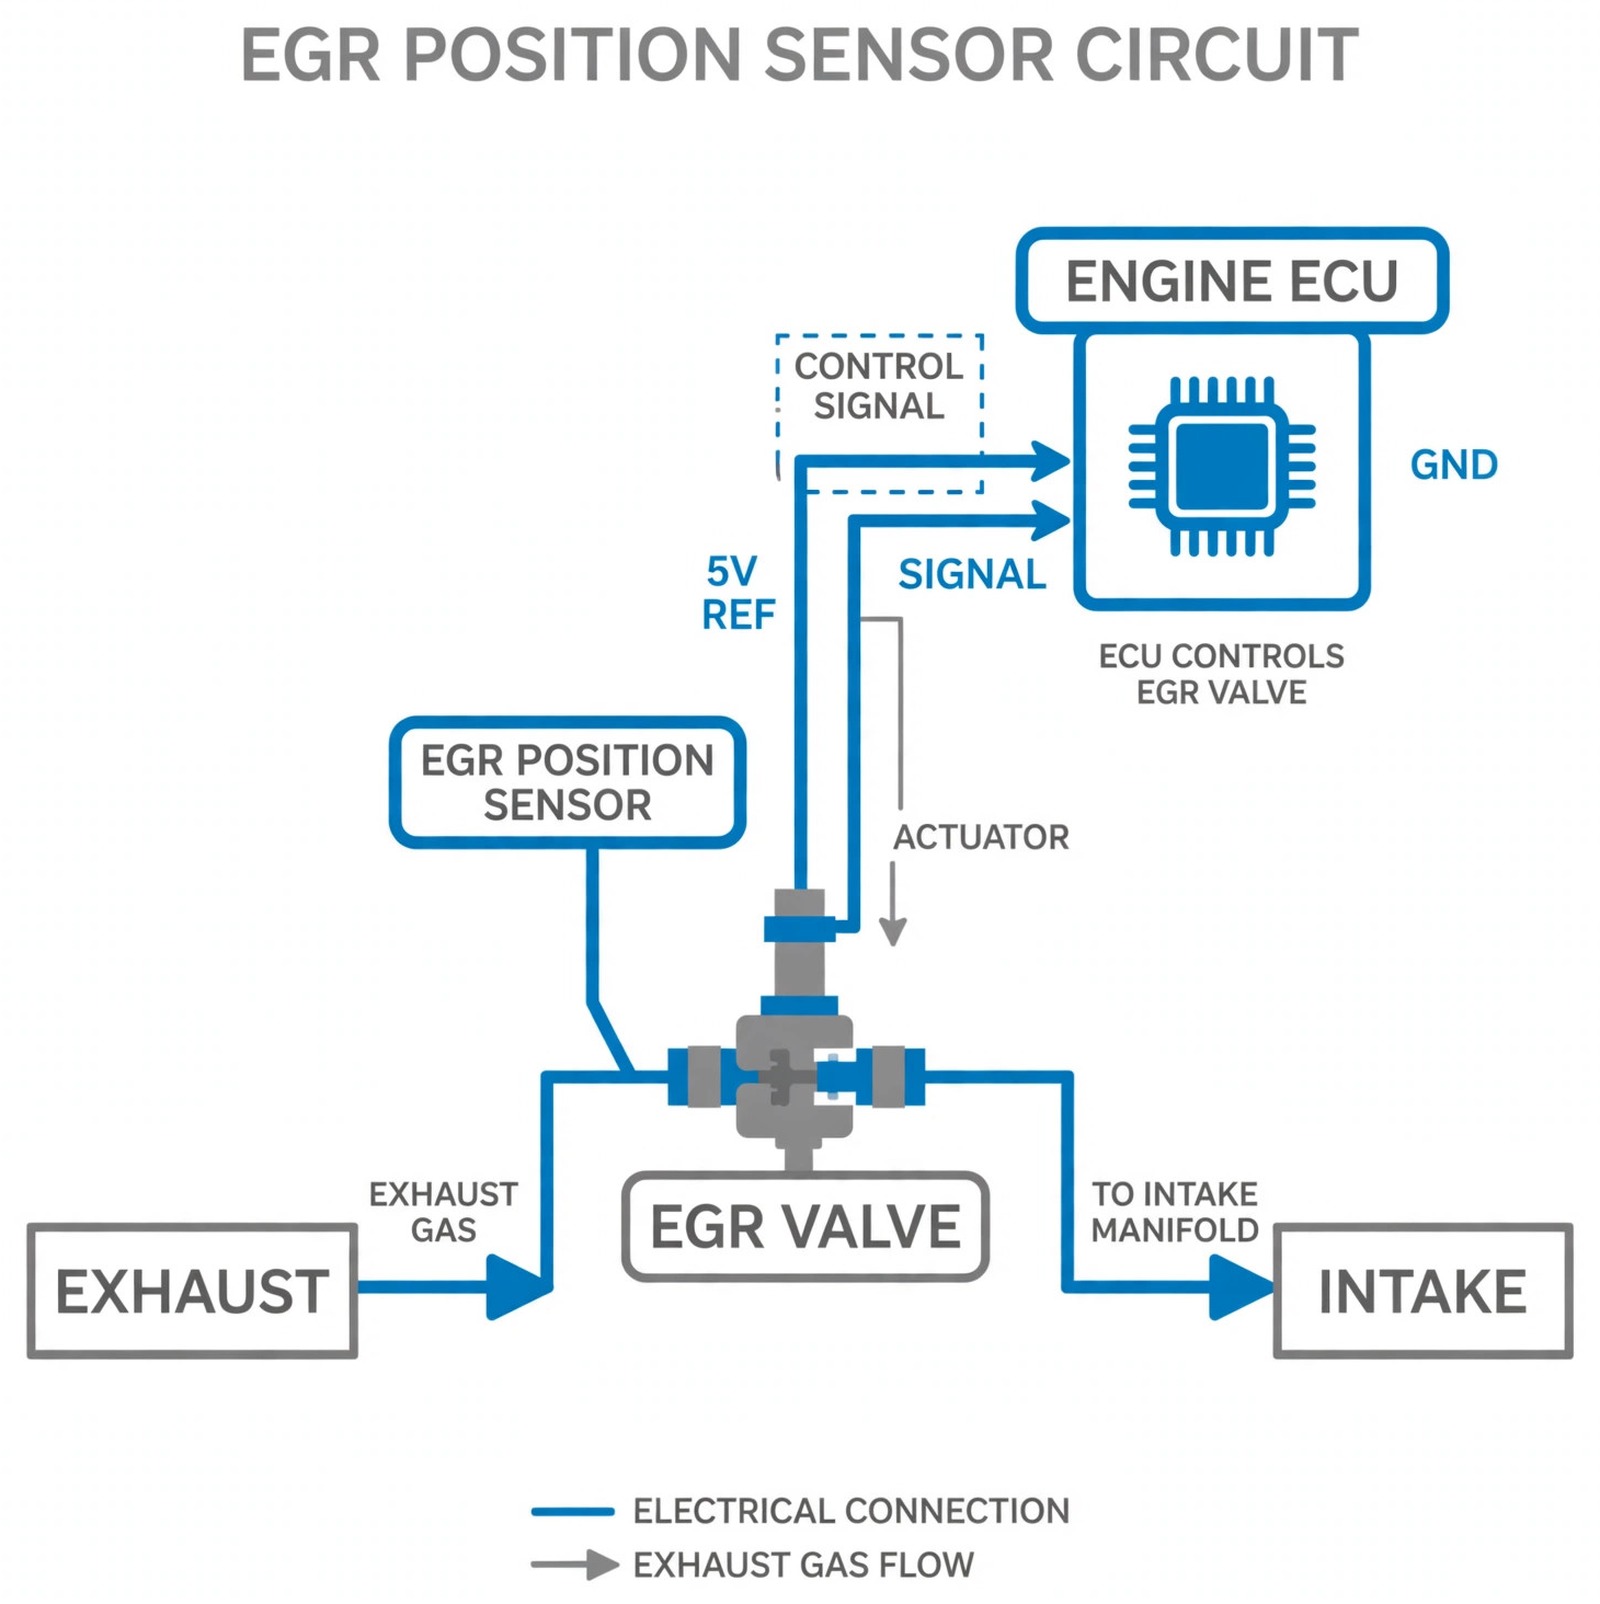 EGR POSITION SENSOR CIRCUIT
ENGINE ECU
CONTROL
SIGNAL
GND
5V
REF
SIGNAL
ECU CONTROLS
EGR VALVE
EGR POSITION
SENSOR
ACTUATOR
EXHAUST
GAS
EXHAUST
EGR VALVE
TO INTAKE
MANIFOLD
INTAKE
ELECTRICAL CONNECTION
EXHAUST GAS FLOW